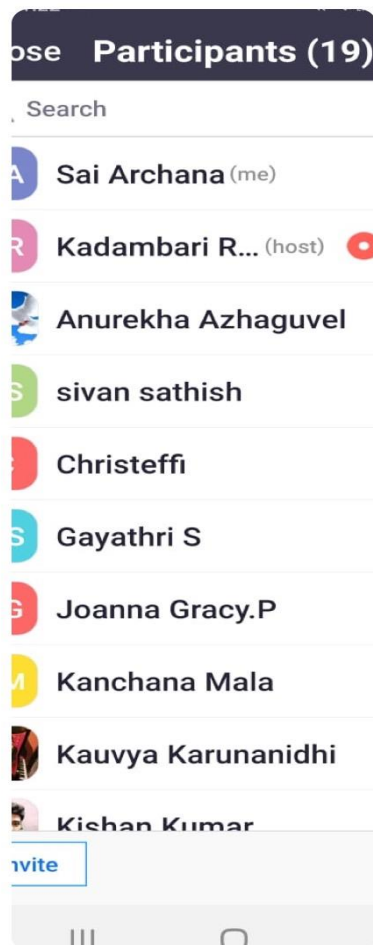 ose Participants (19)
Search
A Sai Archana (me)
R Kadambari R... (host)
Anurekha Azhaguvel
S sivan sathish
Christeffi
S Gayathri S
G Joanna Gracy.P
M Kanchana Mala
Kauvya Karunanidhi
Kishan Kumar
nvite